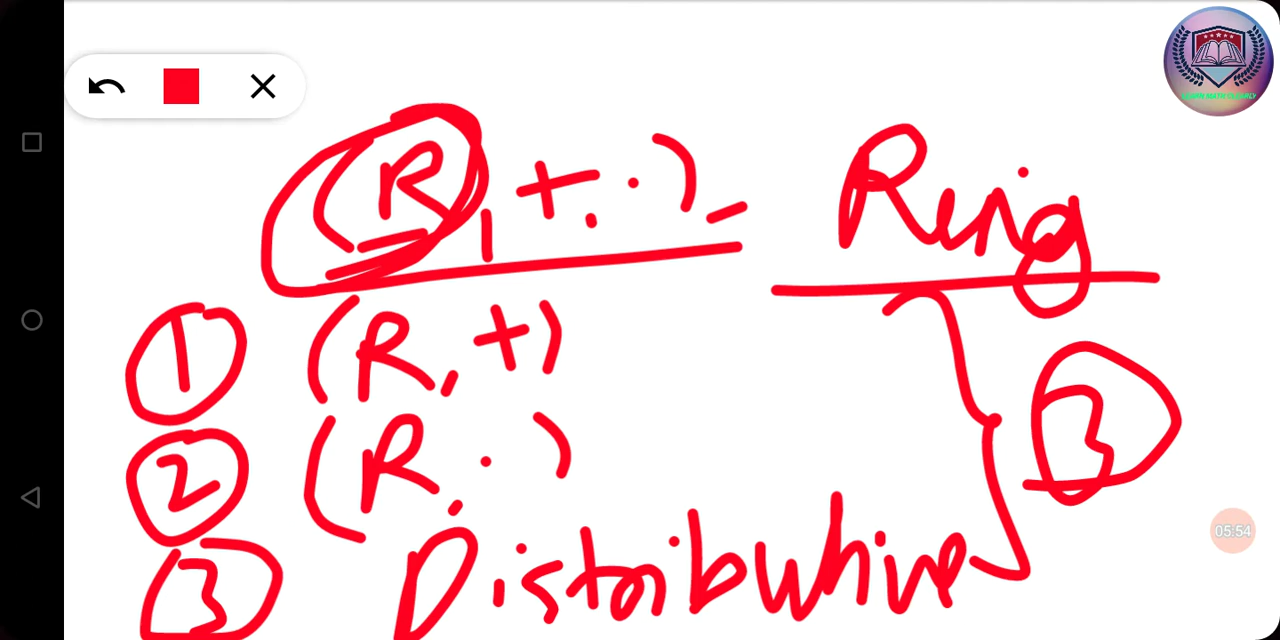 (R, +, ·) - Ring
① (R, +)
② (R, ·)
③ Distributive
③
05:54